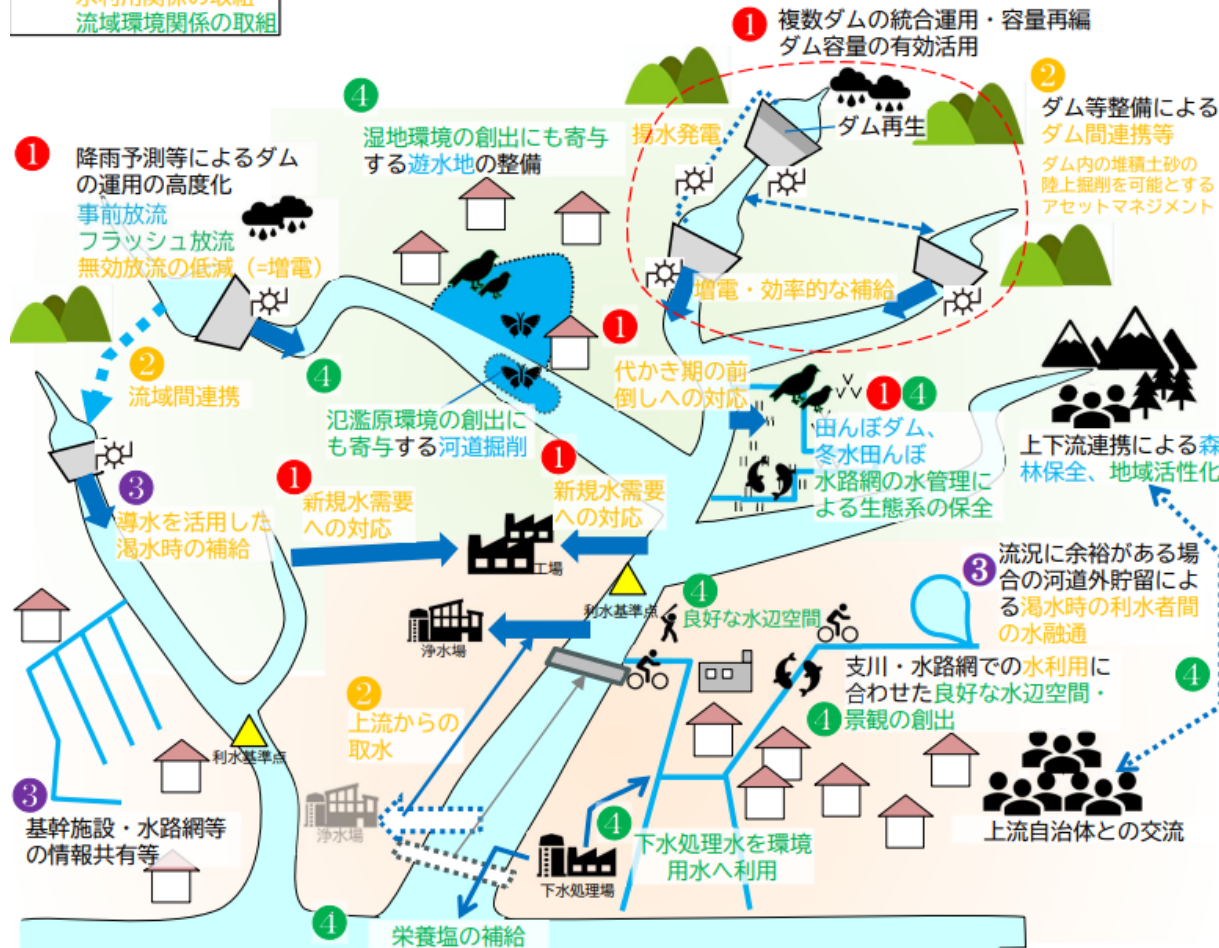 流域環境関係の取組
❶
複数ダムの統合運用・容量再編
ダム容量の有効活用
❷
ダム等整備による
ダム間連携等
ダム内の堆積土砂の
陸上掘削を可能とする
アセットマネジメント
揚水発電
ダム再生
増電・効率的な補給
❹
湿地環境の創出にも寄与
する遊水地の整備
❶
降雨予測等によるダム
の運用の高度化
事前放流
フラッシュ放流
無効放流の低減（=増電）
❷
流域間連携
❹
氾濫原環境の創出に
も寄与する河道掘削
❶
代かき期の前
倒しへの対応
❶❹
田んぼダム、
冬水田んぼ
水路網の水管理
による生態系の保全
上下流連携による森
林保全、地域活性化
❸
導水を活用した
渇水時の補給
❶
新規水需要
への対応
❶
新規水需要
への対応
工場
利水基準点
浄水場
❹
良好な水辺空間
❸
流況に余裕がある場
合の河道外貯留によ
る渇水時の利水者間
の水融通
支川・水路網での水利用に
合わせた良好な水辺空間・
❹
景観の創出
❹
❷
上流からの
取水
利水基準点
浄水場
❸
基幹施設・水路網等
の情報共有等
下水処理場
❹
下水処理水を環境
用水へ利用
上流自治体との交流
❹
栄養塩の補給